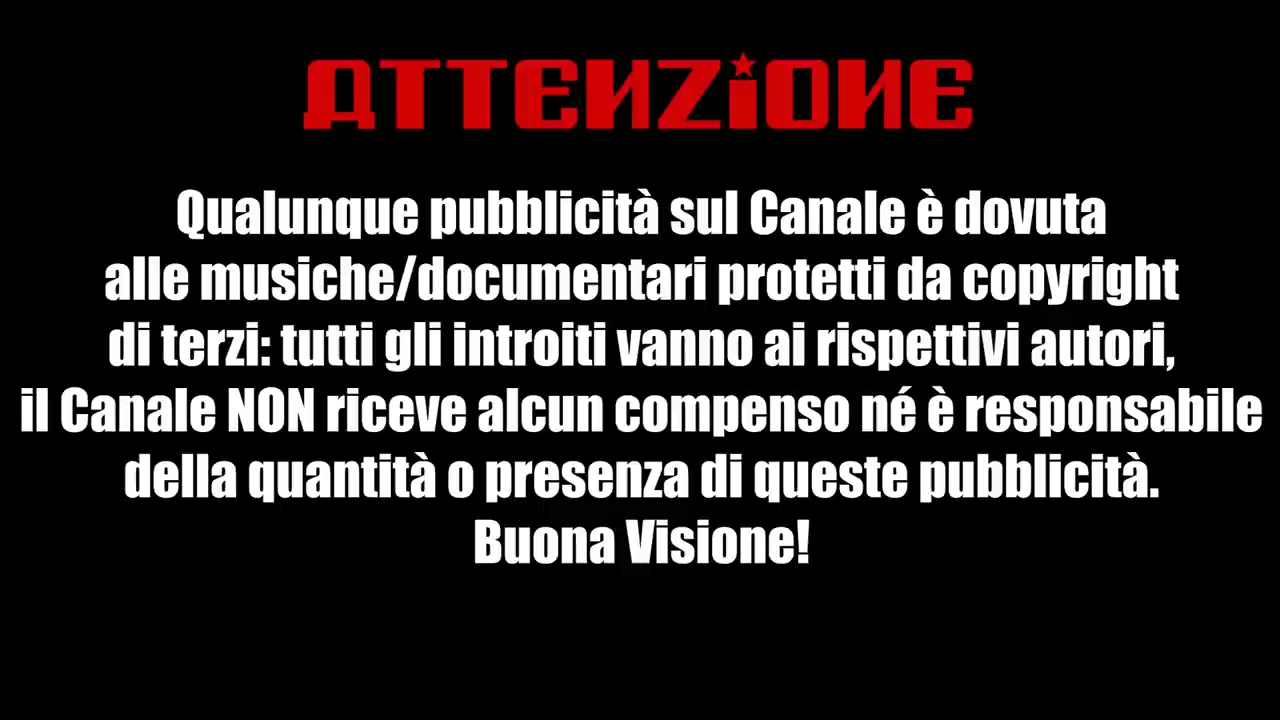 ATTENZiONE
Qualunque pubblicità sul Canale è dovuta
alle musiche/documentari protetti da copyright
di terzi: tutti gli introiti vanno ai rispettivi autori,
il Canale NON riceve alcun compenso né è responsabile
della quantità o presenza di queste pubblicità.
Buona Visione!